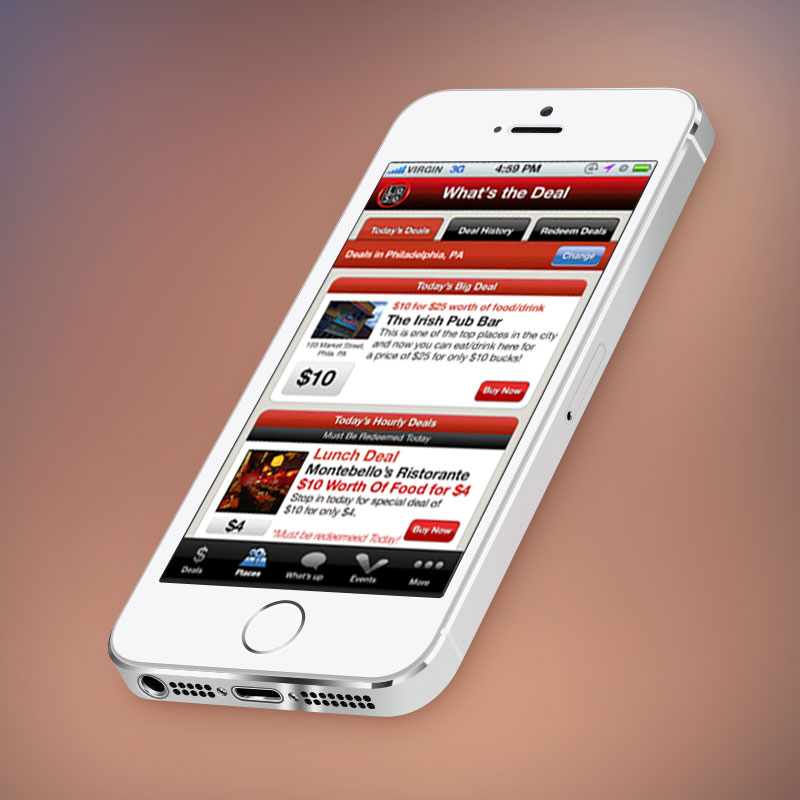 VIRGIN 3G 4:59 PM
What's the Deal
Today's Deals Deal History Redeem Deals
Deals in Philadelphia, PA Change
Today's Big Deal
$10 for $25 worth of food/drink
The Irish Pub Bar
This is one of the top places in the city
and now you can eat/drink here for
a price of $25 for only $10 bucks!
103 Market Street,
Phila. PA
$10
Buy Now
Today's Hourly Deals
Must Be Redeemed Today
Lunch Deal
Montebello's Ristorante
$10 Worth Of Food for $4
Stop in today for special deal of
$10 for only $4.
$4
*Must be redeemeed Today!
Buy Now
Deals Places What's up Events More